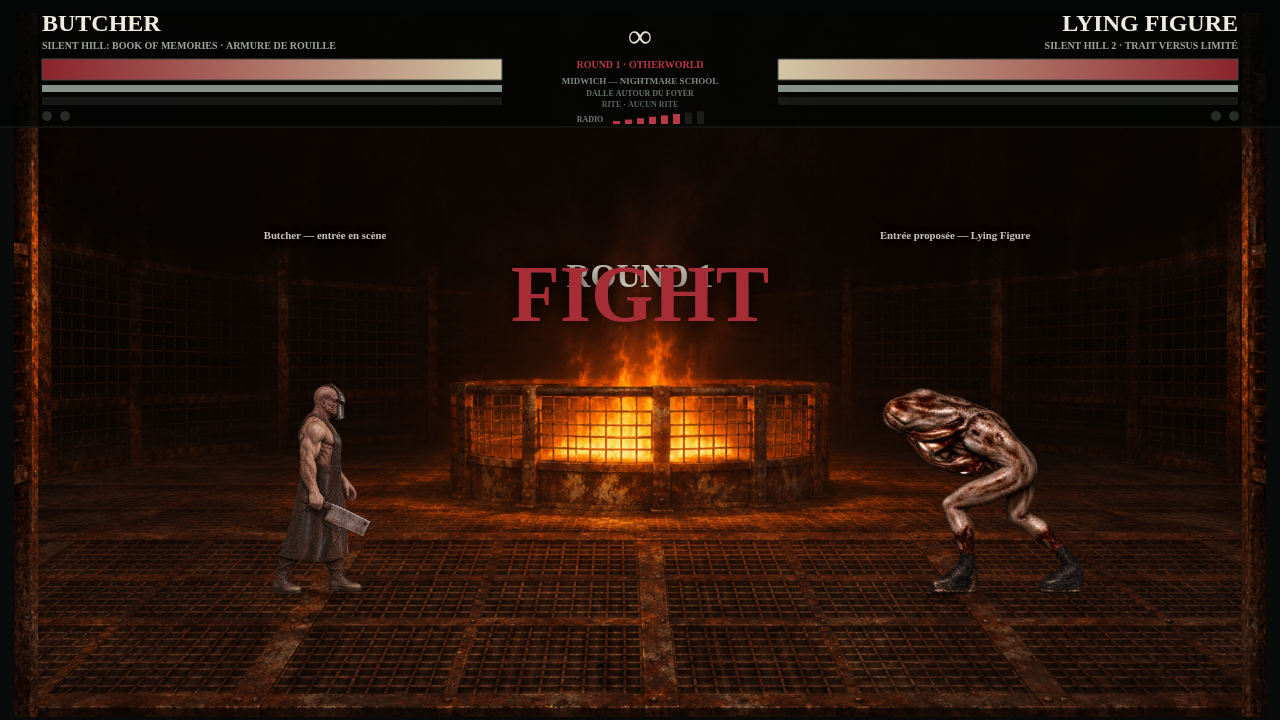 BUTCHER
SILENT HILL: BOOK OF MEMORIES · ARMURE DE ROUILLE
∞
ROUND 1 · OTHERWORLD
MIDWICH — NIGHTMARE SCHOOL
DALLE AUTOUR DU FOYER
RITE · AUCUN RITE
RADIO
LYING FIGURE
SILENT HILL 2 · TRAIT VERSUS LIMITÉ
Butcher — entrée en scène
Entrée proposée — Lying Figure
ROUND 1
FIGHT